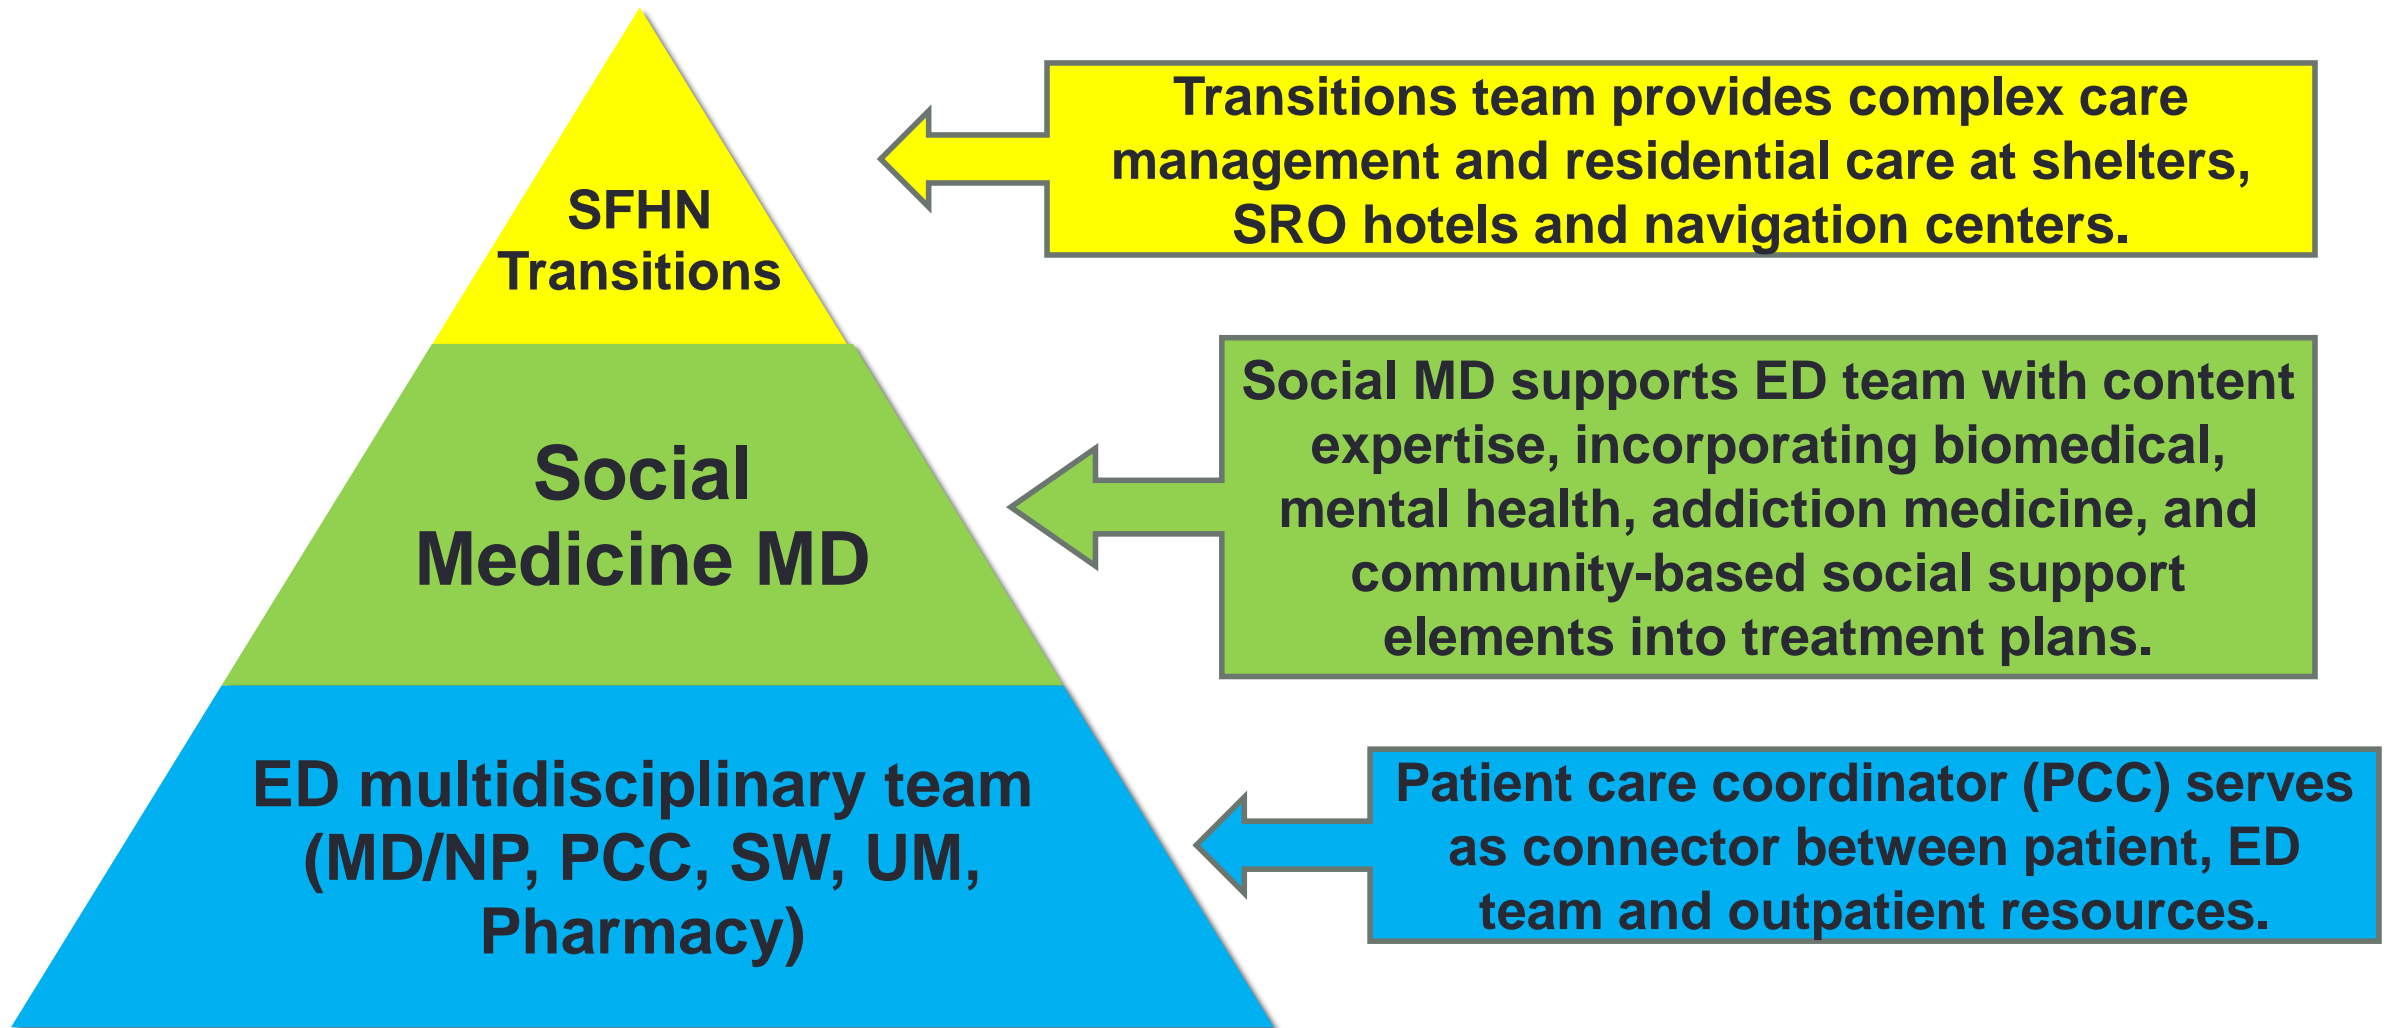 SFHN
Transitions
Transitions team provides complex care
management and residential care at shelters,
SRO hotels and navigation centers.
Social
Medicine MD
Social MD supports ED team with content
expertise, incorporating biomedical,
mental health, addiction medicine, and
community-based social support
elements into treatment plans.
ED multidisciplinary team
(MD/NP, PCC, SW, UM,
Pharmacy)
Patient care coordinator (PCC) serves
as connector between patient, ED
team and outpatient resources.